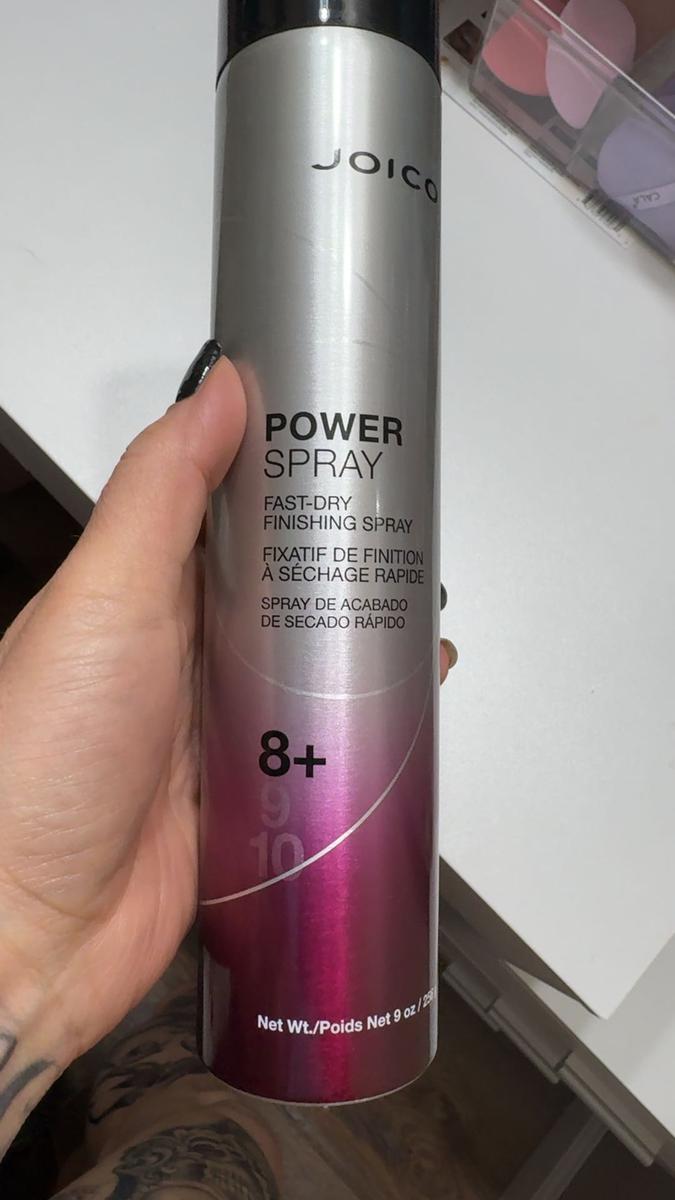 JOICO
POWER
SPRAY
FAST-DRY
FINISHING SPRAY
FIXATIF DE FINITION
À SÉCHAGE RAPIDE
SPRAY DE ACABADO
DE SECADO RÁPIDO
8+
9
10
Net Wt./Poids Net 9 oz /
CALA